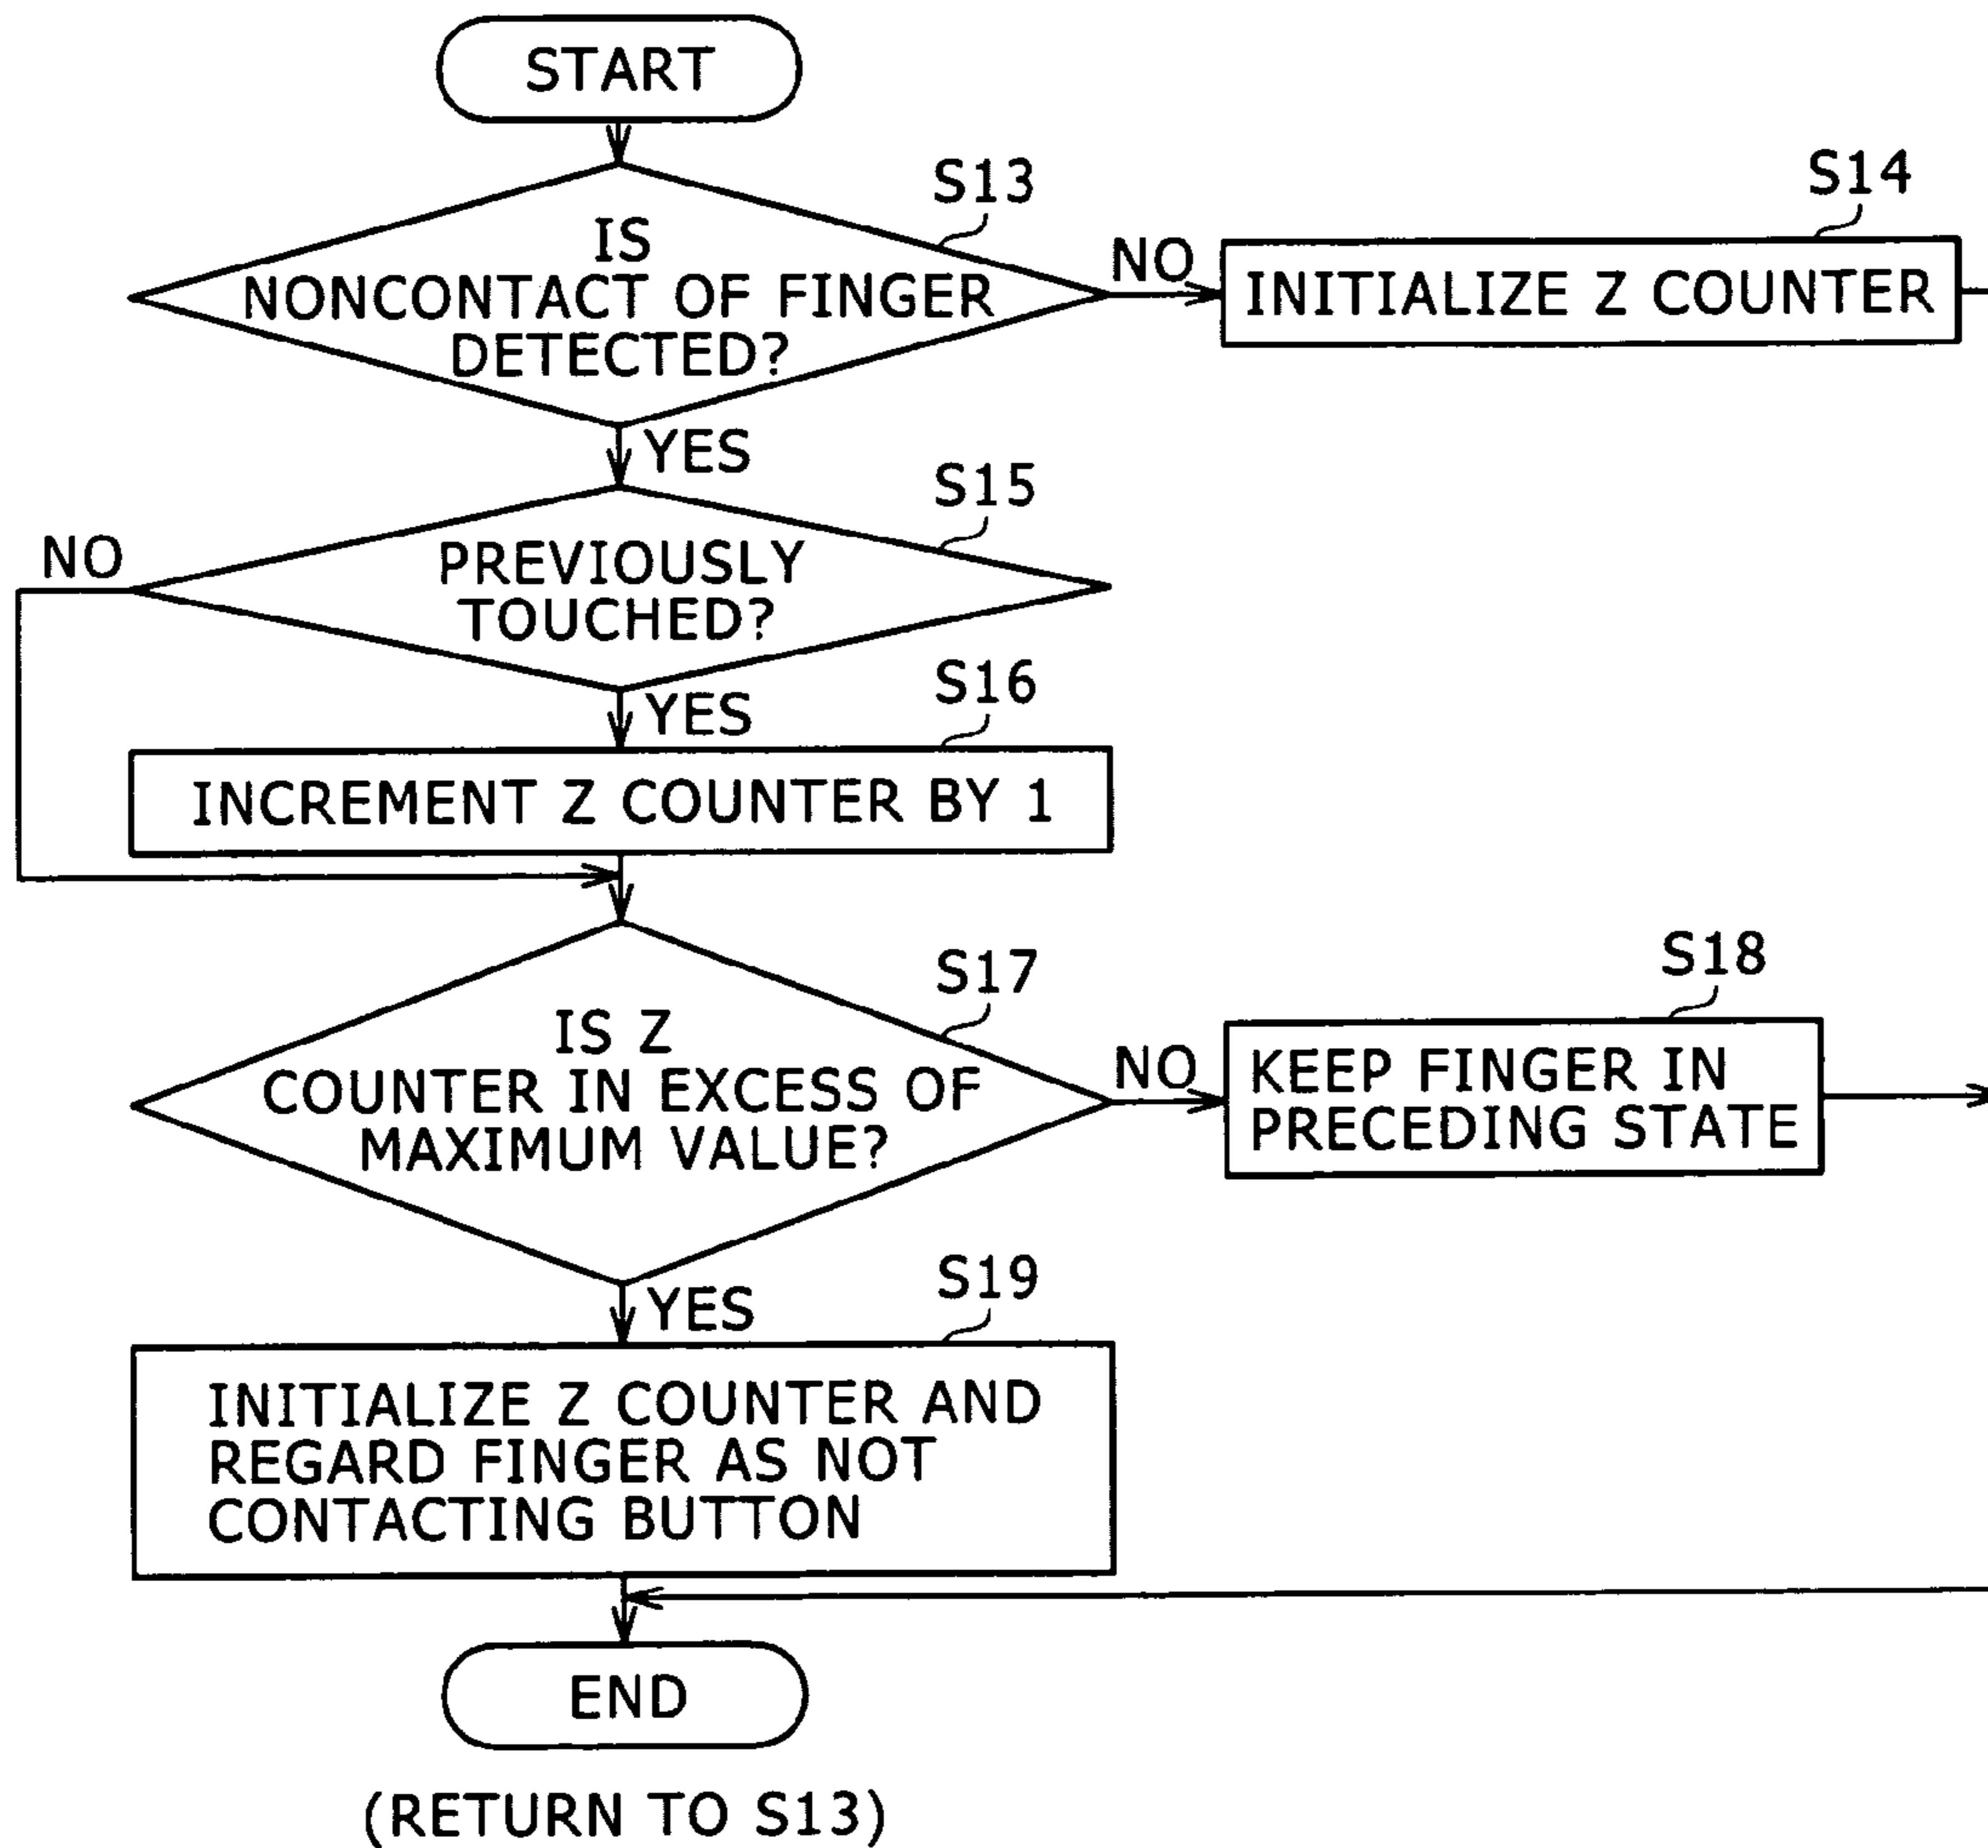 START
S13
IS
NONCONTACT OF FINGER
DETECTED?
NO
S14
INITIALIZE Z COUNTER
YES
S15
PREVIOUSLY
TOUCHED?
NO
YES
S16
INCREMENT Z COUNTER BY 1
S17
IS Z
COUNTER IN EXCESS OF
MAXIMUM VALUE?
NO
S18
KEEP FINGER IN
PRECEDING STATE
YES
S19
INITIALIZE Z COUNTER AND
REGARD FINGER AS NOT
CONTACTING BUTTON
END
(RETURN TO S13)